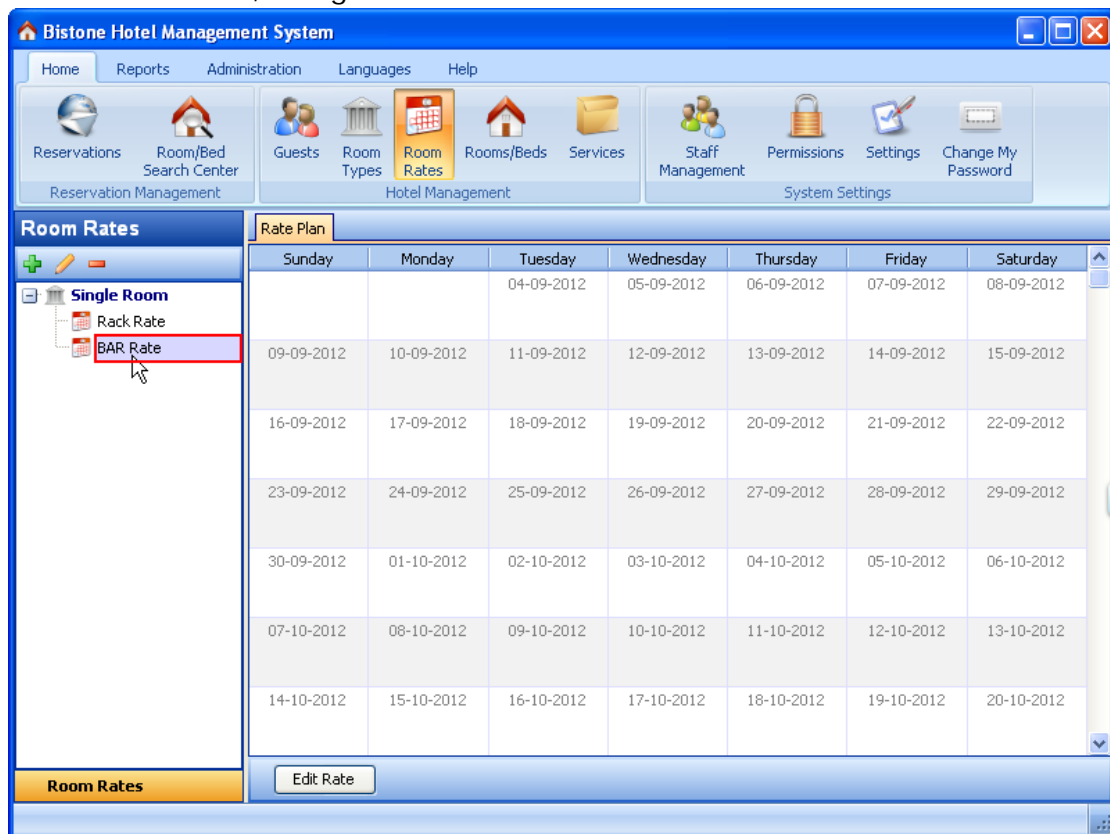 Bistone Hotel Management System
Home Reports Administration Languages Help
Reservations Room/Bed Search Center Guests Room Types Room Rates Rooms/Beds Services Staff Management Permissions Settings Change My Password
Reservation Management Hotel Management System Settings
Room Rates
Rate Plan
Single Room
Rack Rate
BAR Rate
Sunday Monday Tuesday Wednesday Thursday Friday Saturday
04-09-2012 05-09-2012 06-09-2012 07-09-2012 08-09-2012
09-09-2012 10-09-2012 11-09-2012 12-09-2012 13-09-2012 14-09-2012 15-09-2012
16-09-2012 17-09-2012 18-09-2012 19-09-2012 20-09-2012 21-09-2012 22-09-2012
23-09-2012 24-09-2012 25-09-2012 26-09-2012 27-09-2012 28-09-2012 29-09-2012
30-09-2012 01-10-2012 02-10-2012 03-10-2012 04-10-2012 05-10-2012 06-10-2012
07-10-2012 08-10-2012 09-10-2012 10-10-2012 11-10-2012 12-10-2012 13-10-2012
14-10-2012 15-10-2012 16-10-2012 17-10-2012 18-10-2012 19-10-2012 20-10-2012
Room Rates
Edit Rate